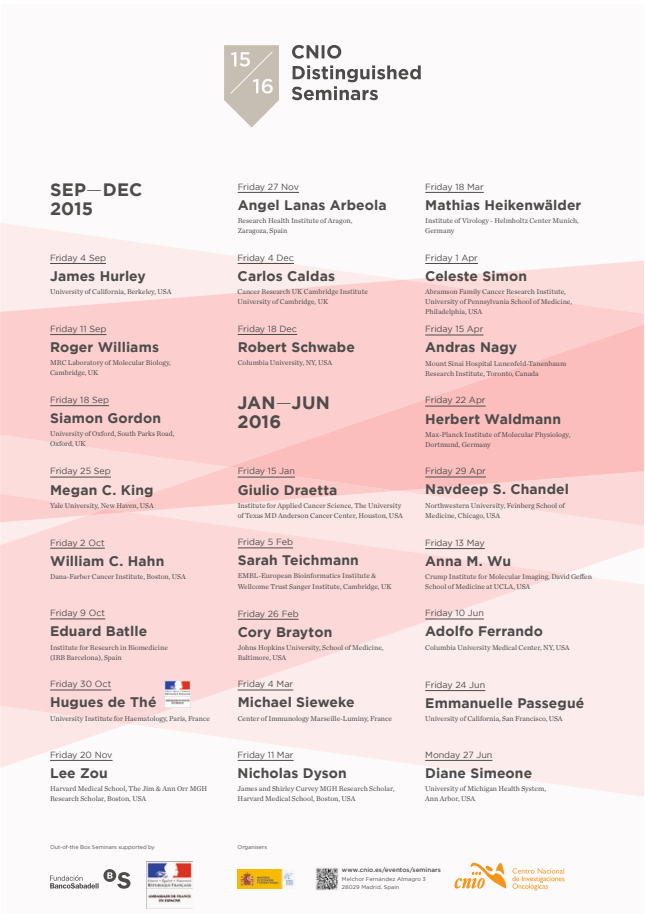 15
16
CNIO
Distinguished
Seminars
SEP—DEC
2015
Friday 4 Sep
James Hurley
University of California, Berkeley, USA
Friday 11 Sep
Roger Williams
MRC Laboratory of Molecular Biology,
Cambridge, UK
Friday 18 Sep
Siamon Gordon
University of Oxford, South Parks Road,
Oxford, UK
Friday 25 Sep
Megan C. King
Yale University, New Haven, USA
Friday 2 Oct
William C. Hahn
Dana-Farber Cancer Institute, Boston, USA
Friday 9 Oct
Eduard Batlle
Institute for Research in Biomedicine
(IRB Barcelona), Spain
Friday 30 Oct
Hugues de Thé
University Institute for Haematology, Paris, France
Friday 20 Nov
Lee Zou
Harvard Medical School, The Jim & Ann Orr MGH
Research Scholar, Boston, USA
Friday 27 Nov
Angel Lanas Arbeola
Research Health Institute of Aragon,
Zaragoza, Spain
Friday 4 Dec
Carlos Caldas
Cancer Research UK Cambridge Institute
University of Cambridge, UK
Friday 18 Dec
Robert Schwabe
Columbia University, NY, USA
JAN—JUN
2016
Friday 15 Jan
Giulio Draetta
Institute for Applied Cancer Science, The University
of Texas MD Anderson Cancer Center, Houston, USA
Friday 5 Feb
Sarah Teichmann
EMBL-European Bioinformatics Institute &
Wellcome Trust Sanger Institute, Cambridge, UK
Friday 26 Feb
Cory Brayton
Johns Hopkins University, School of Medicine,
Baltimore, USA
Friday 4 Mar
Michael Sieweke
Center of Immunology Marseille-Luminy, France
Friday 11 Mar
Nicholas Dyson
James and Shirley Curvey MGH Research Scholar,
Harvard Medical School, Boston, USA
Friday 18 Mar
Mathias Heikenwälder
Institute of Virology - Helmholtz Center Munich,
Germany
Friday 1 Apr
Celeste Simon
Abramson Family Cancer Research Institute,
University of Pennsylvania School of Medicine,
Philadelphia, USA
Friday 15 Apr
Andras Nagy
Mount Sinai Hospital Lunenfeld-Tanenbaum
Research Institute, Toronto, Canada
Friday 22 Apr
Herbert Waldmann
Max-Planck Institute of Molecular Physiology,
Dortmund, Germany
Friday 29 Apr
Navdeep S. Chandel
Northwestern University, Feinberg School of
Medicine, Chicago, USA
Friday 13 May
Anna M. Wu
Crump Institute for Molecular Imaging, David Geffen
School of Medicine at UCLA, USA
Friday 10 Jun
Adolfo Ferrando
Columbia University Medical Center, NY, USA
Friday 24 Jun
Emmanuelle Passegué
University of California, San Francisco, USA
Monday 27 Jun
Diane Simeone
University of Michigan Health System,
Ann Arbor, USA
Out-of-the Box Seminars supported by
Fundación
BancoSabadell
BS
RÉPUBLIQUE FRANÇAISE
AMBASSADE DE FRANCE
EN ESPAGNE
Organisers
www.cnio.es/eventos/seminars
Melchor Fernández Almagro 3
28029 Madrid, Spain
cnio
Centro Nacional
de Investigaciones
Oncológicas